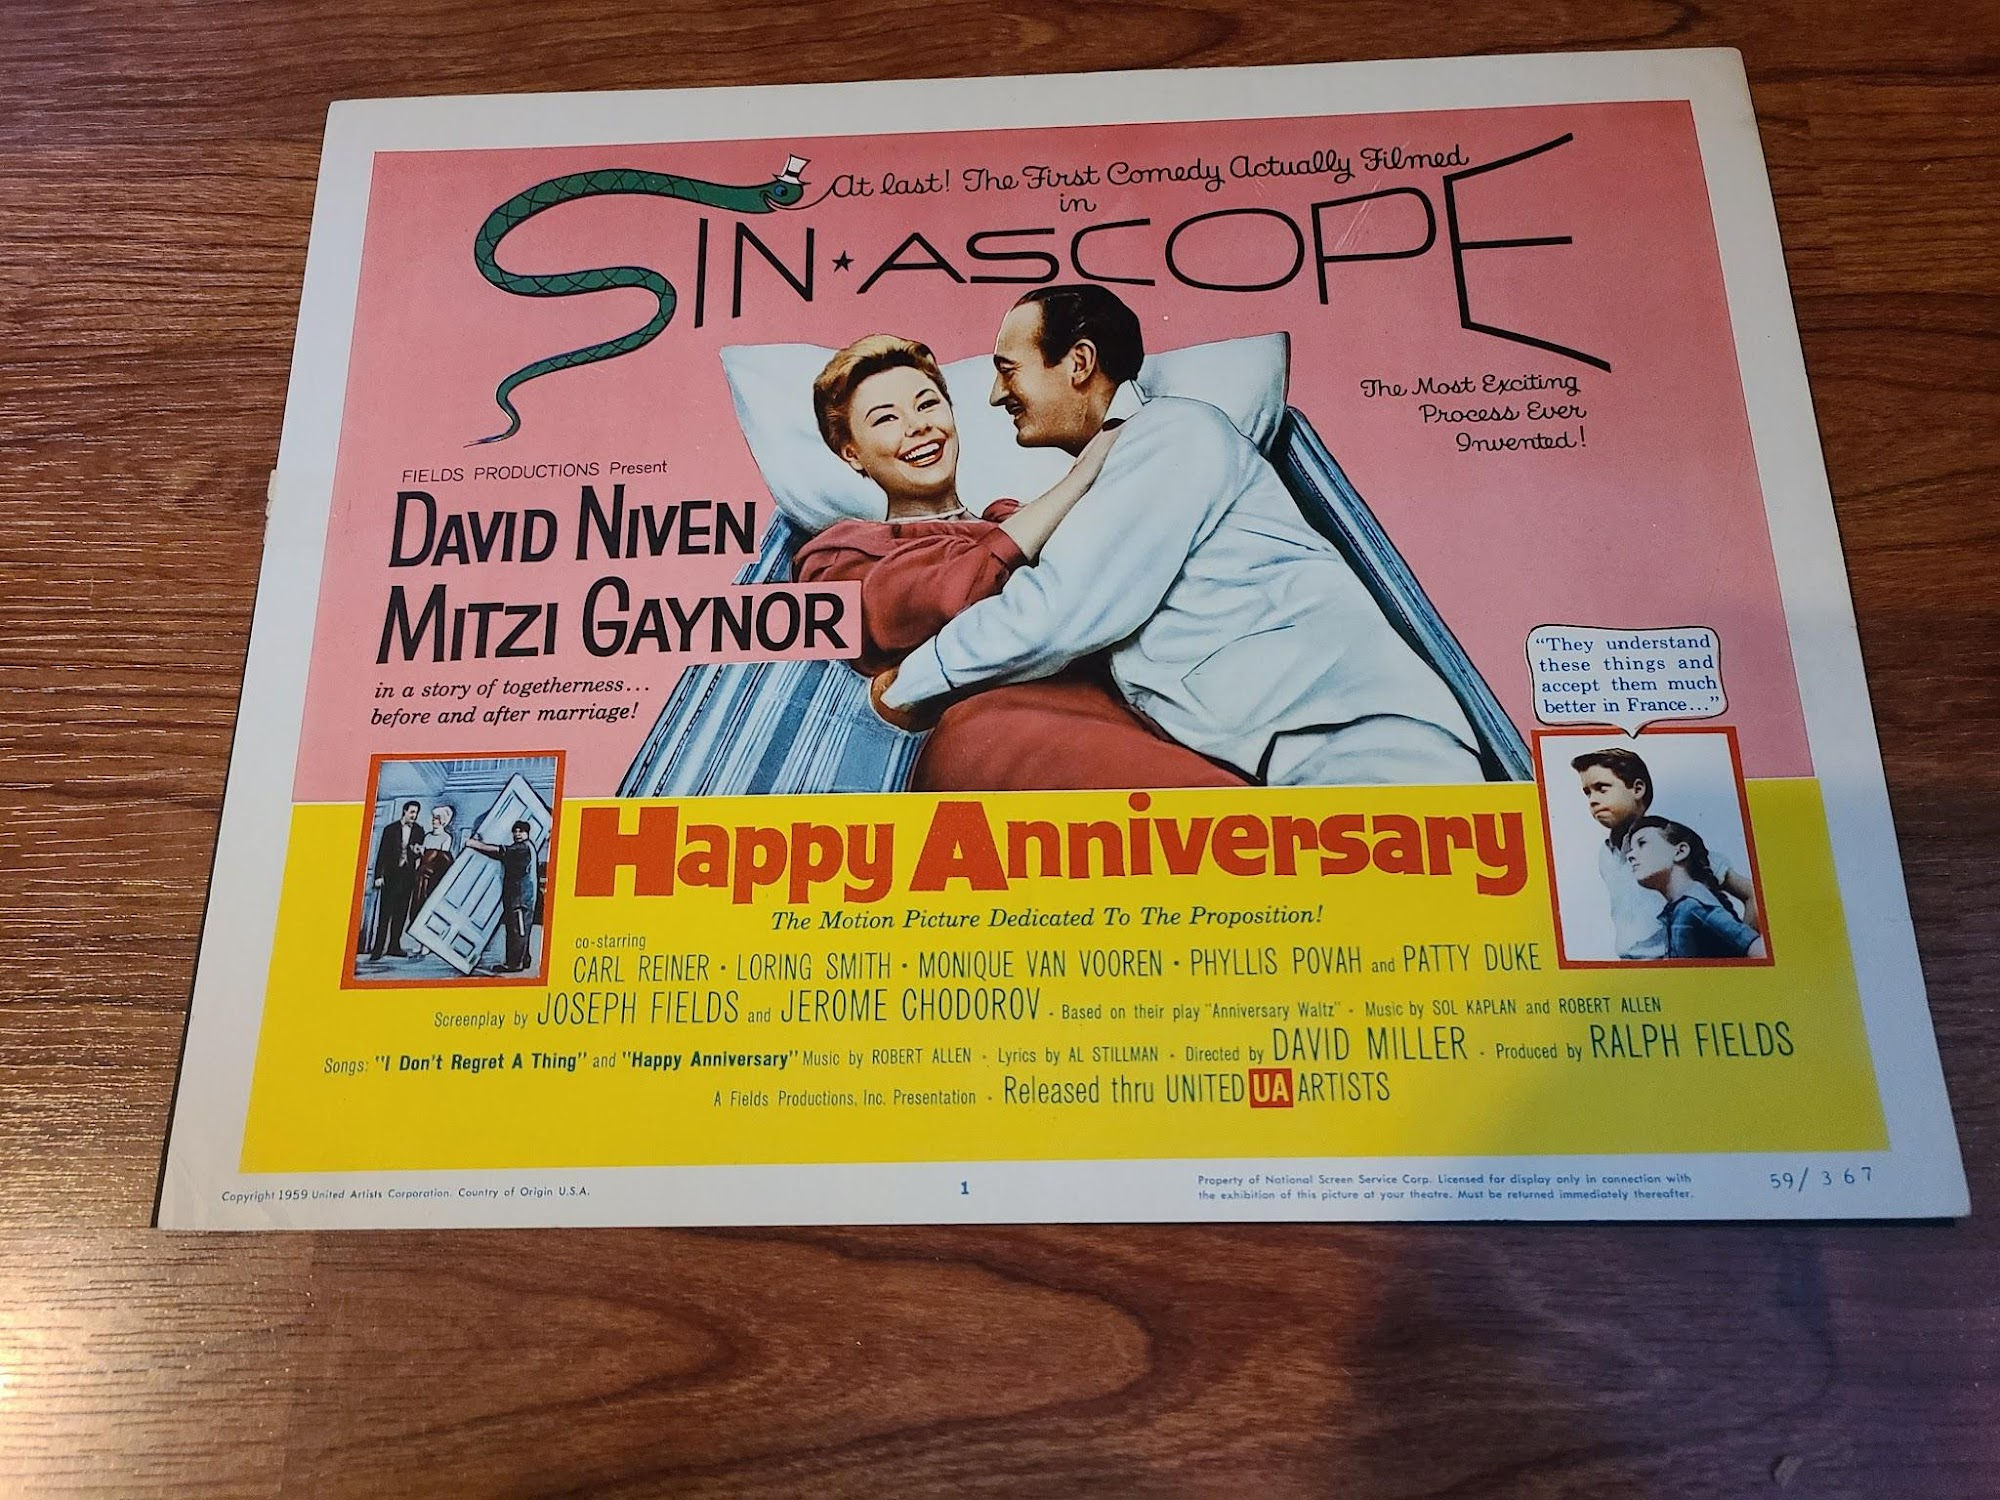 At last! The First Comedy Actually Filmed
in
SIN★ASCOPE
The Most Exciting
Process Ever
Invented!
FIELDS PRODUCTIONS Present
DAVID NIVEN
MITZI GAYNOR
in a story of togetherness...
before and after marriage!
"They understand
these things and
accept them much
better in France..."
Happy Anniversary
The Motion Picture Dedicated To The Proposition!
co-starring
CARL REINER • LORING SMITH • MONIQUE VAN VOOREN • PHYLLIS POVAH and PATTY DUKE
Screenplay by JOSEPH FIELDS and JEROME CHODOROV • Based on their play "Anniversary Waltz" • Music by SOL KAPLAN and ROBERT ALLEN
Songs: "I Don't Regret A Thing" and "Happy Anniversary" Music by ROBERT ALLEN • Lyrics by AL STILLMAN • Directed by DAVID MILLER • Produced by RALPH FIELDS
A Fields Productions, Inc. Presentation • Released thru UNITED UA ARTISTS
Copyright 1959 United Artists Corporation. Country of Origin U.S.A.
1
Property of National Screen Service Corp. Licensed for display only in connection with
the exhibition of this picture at your theatre. Must be returned immediately thereafter.
59/367